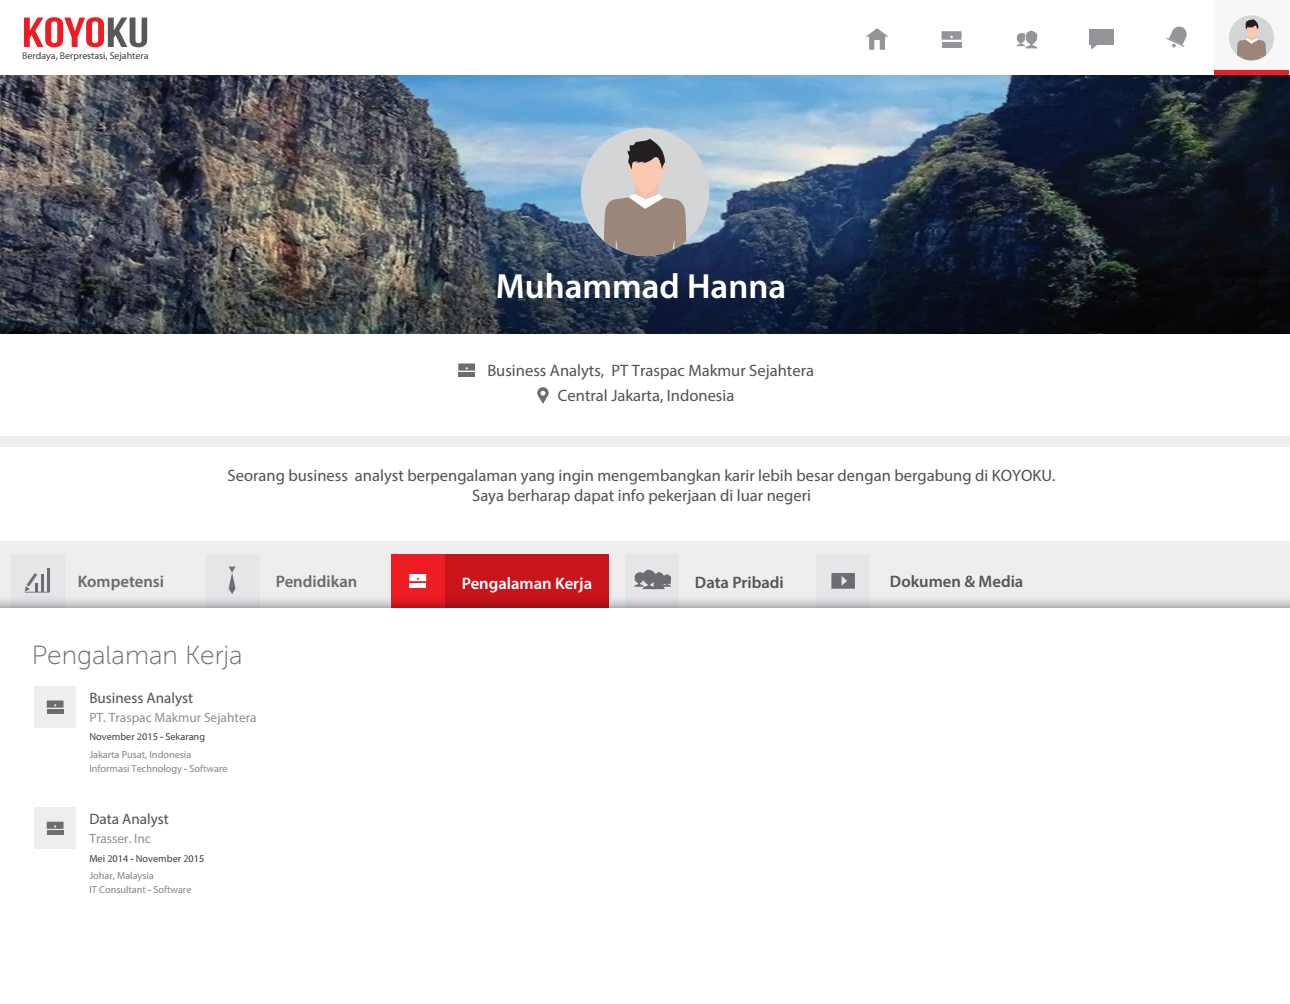 KOYOKU
Berdaya, Berprestasi, Sejahtera
Muhammad Hanna
Business Analyts, PT Traspac Makmur Sejahtera
Central Jakarta, Indonesia
Seorang business analyst berpengalaman yang ingin mengembangkan karir lebih besar dengan bergabung di KOYOKU.
Saya berharap dapat info pekerjaan di luar negeri
Kompetensi
Pendidikan
Pengalaman Kerja
Data Pribadi
Dokumen & Media
Pengalaman Kerja
Business Analyst
PT. Traspac Makmur Sejahtera
November 2015 - Sekarang
Jakarta Pusat, Indonesia
Informasi Technology - Software
Data Analyst
Trasser. Inc
Mei 2014 - November 2015
Johar, Malaysia
IT Consultant - Software